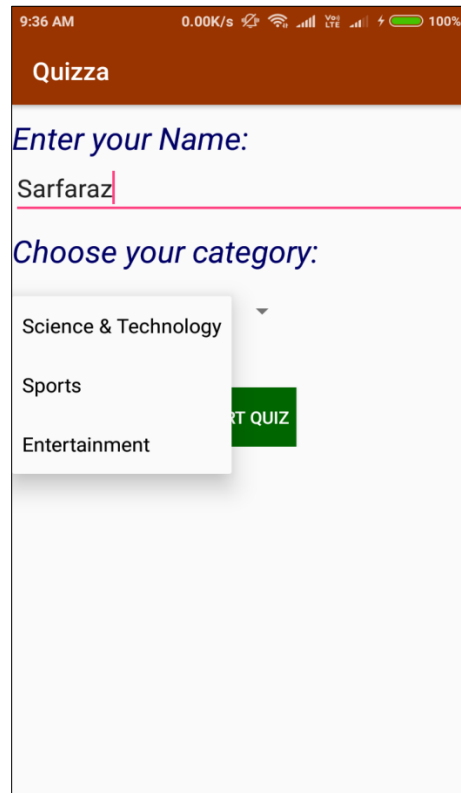 9:36 AM 0.00K/s VoLTE 100%
Quizza
Enter your Name:
Sarfaraz
Choose your category:
Science & Technology
Sports
RT QUIZ
Entertainment